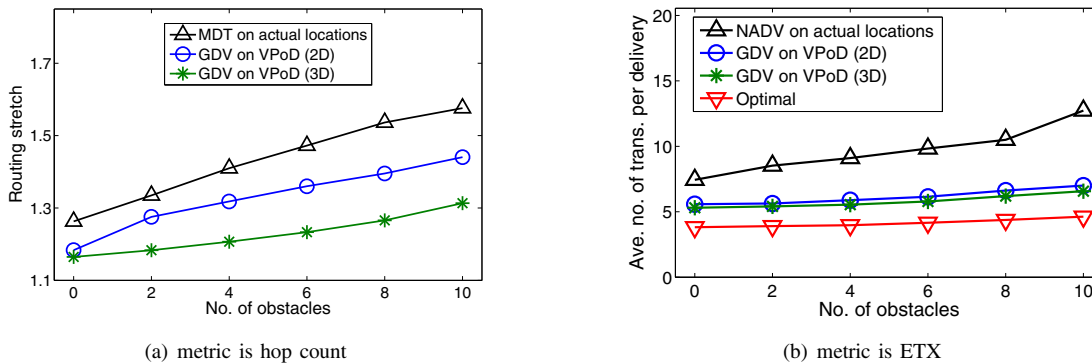 MDT on actual locations
GDV on VPoD (2D)
GDV on VPoD (3D)
Routing stretch
1.7
1.5
1.3
1.1
0 2 4 6 8 10
No. of obstacles
(a) metric is hop count
NADV on actual locations
GDV on VPoD (2D)
GDV on VPoD (3D)
Optimal
Ave. no. of trans. per delivery
20
15
10
5
0
0 2 4 6 8 10
No. of obstacles
(b) metric is ETX